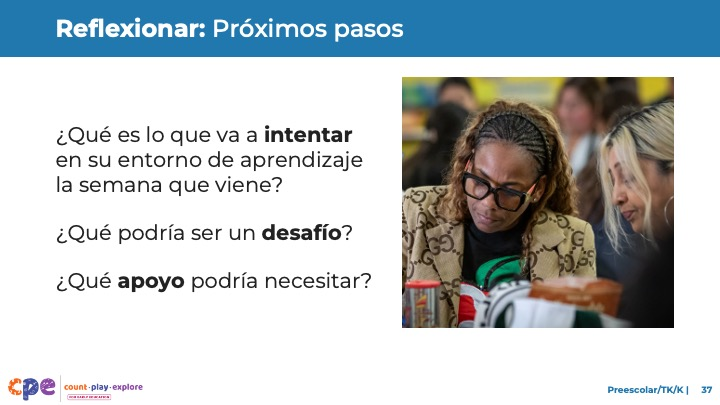 Reflexionar: Próximos pasos
¿Qué es lo que va a intentar
en su entorno de aprendizaje
la semana que viene?
¿Qué podría ser un desafío?
¿Qué apoyo podría necesitar?
cpe
count·play·explore
Preescolar/TK/K | 37